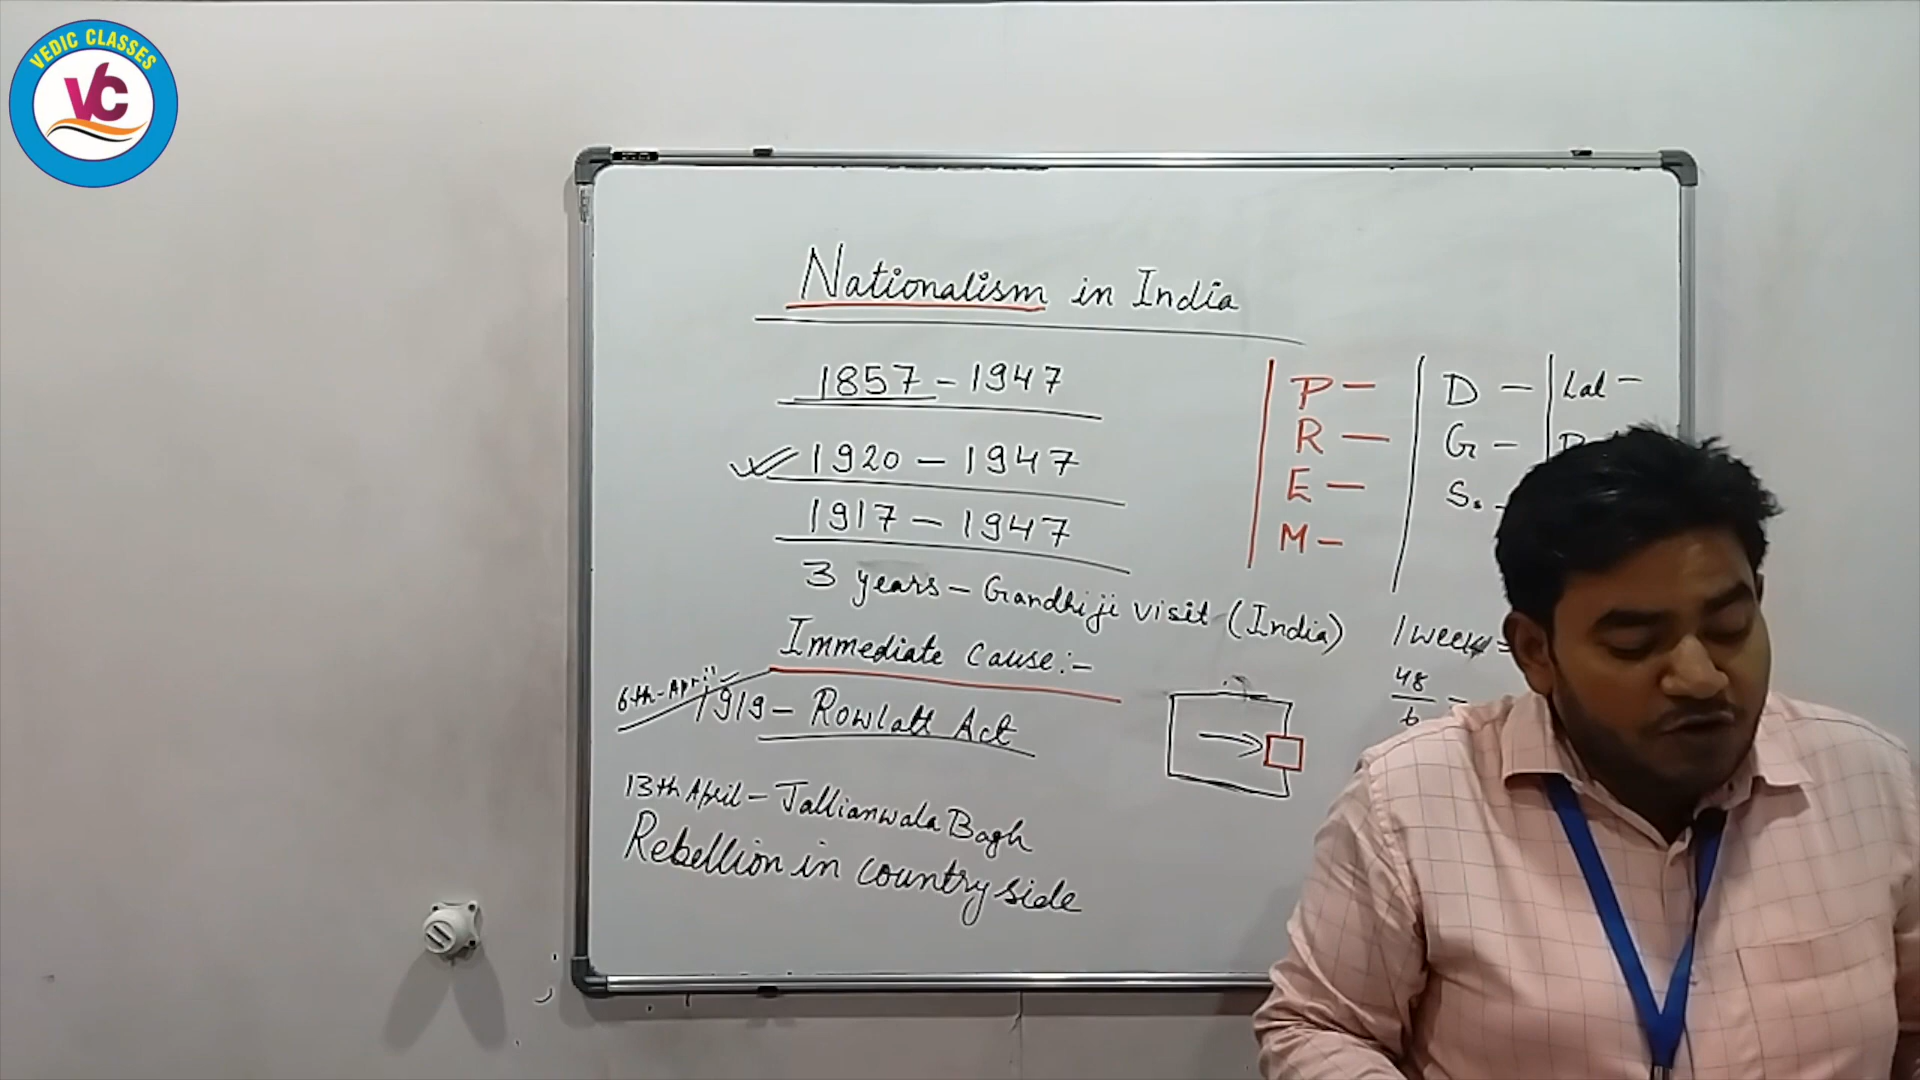 VEDIC CLASSES
VC
Nationalism in India
1857 - 1947
1920 - 1947
1917 - 1947
3 years - Gandhiji visit (India)
Immediate cause:-
6th-April
1919 - Rowlatt Act
13th April - Jallianwala Bagh
Rebellion in country side
P -
R -
E -
M -
D -
G -
S. -
Lal -
1 week
48
6